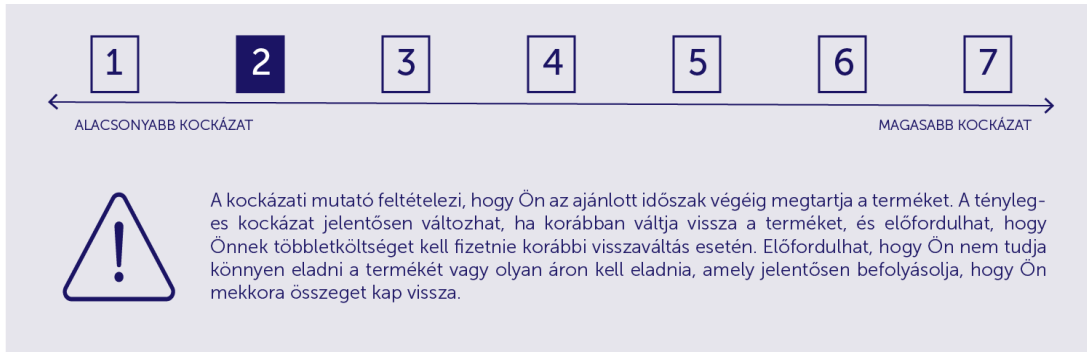 1 2 3 4 5 6 7
ALACSONYABB KOCKÁZAT MAGASABB KOCKÁZAT
A kockázati mutató feltételezi, hogy Ön az ajánlott időszak végéig megtartja a terméket. A tényleg-
es kockázat jelentősen változhat, ha korábban váltja vissza a terméket, és előfordulhat, hogy
Önnek többletköltséget kell fizetnie korábbi visszaváltás esetén. Előfordulhat, hogy Ön nem tudja
könnyen eladni a termékét vagy olyan áron kell eladnia, amely jelentősen befolyásolja, hogy Ön
mekkora összeget kap vissza.